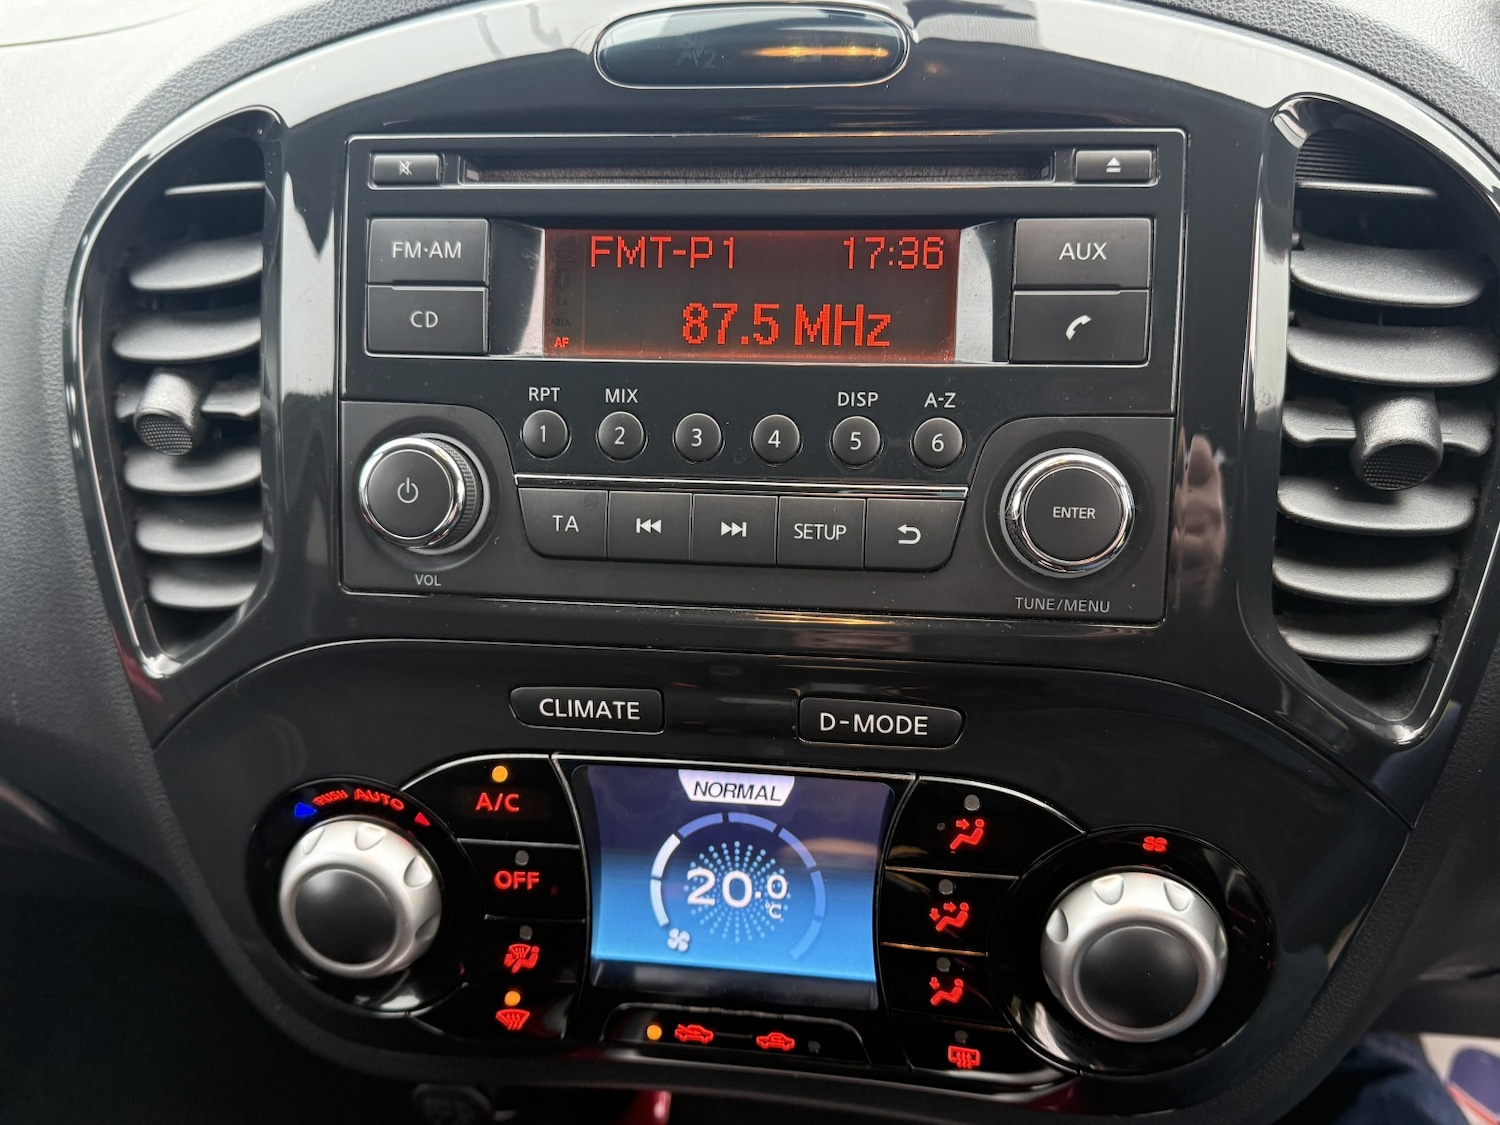 FM·AM
FMT-P1 17:36
AUX
CD
AF
87.5 MHz
RPT MIX DISP A-Z
1 2 3 4 5 6
TA
SETUP
ENTER
VOL
TUNE/MENU
CLIMATE
D-MODE
PUSH AUTO
A/C
NORMAL
OFF
20.0
°C